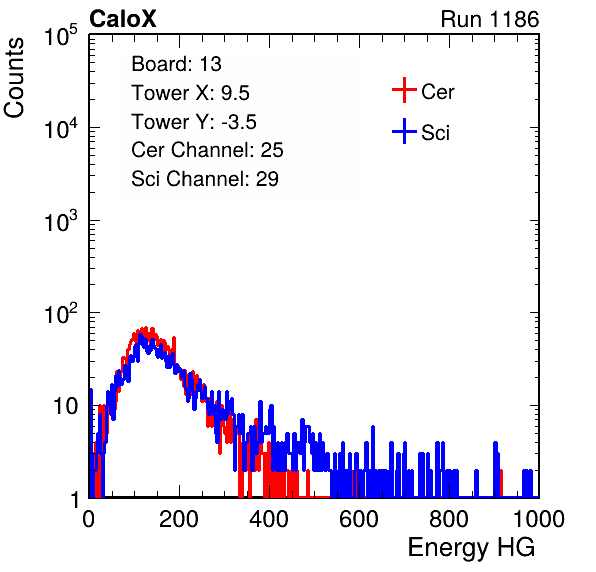 CaloX Run 1186
Counts
10^5
10^4
10^3
10^2
10
1
Board: 13
Tower X: 9.5
Tower Y: -3.5
Cer Channel: 25
Sci Channel: 29
Cer
Sci
0 200 400 600 800 1000
Energy HG